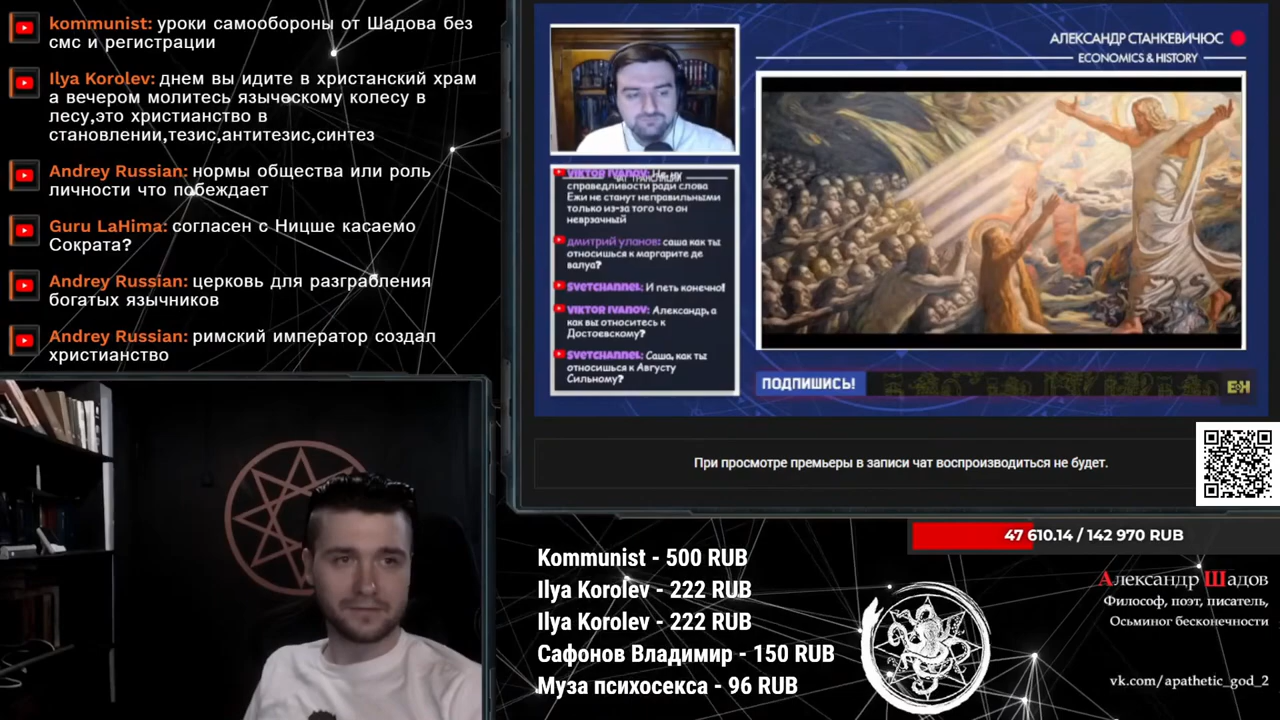 kommunist: уроки самообороны от Шадова без
смс и регистрации
Ilya Korolev: днем вы идите в христанский храм
а вечером молитесь языческому колесу в
лесу,это христианство в
становлении,тезис,антитезис,синтез
Andrey Russian: нормы общества или роль
личности что побеждает
Guru LaHima: согласен с Ницше касаемо
Сократа?
Andrey Russian: церковь для разграбления
богатых язычников
Andrey Russian: римский император создал
христианство
АЛЕКСАНДР СТАНКЕВИЧЮС
ECONOMICS & HISTORY
VIKTOR IVANOV: Не, ну
справедливости ради слова
Ежи не станут неправильными
только из-за того что он
невзрачный
дмитрий уланов: саша как ты
относишься к маргарите де
валуа?
SVETCHANNEL: И петь конечно!
VIKTOR IVANOV: Александр, а
как вы относитесь к
Достоевскому?
SVETCHANNEL: Саша, как ты
относишься к Августу
Сильному?
ПОДПИШИСЬ!
E&H
При просмотре премьеры в записи чат воспроизводиться не будет.
47 610.14 / 142 970 RUB
Kommunist - 500 RUB
Ilya Korolev - 222 RUB
Ilya Korolev - 222 RUB
Сафонов Владимир - 150 RUB
Муза психосекса - 96 RUB
Александр Шадов
Философ, поэт, писатель,
Осьминог бесконечности
vk.com/apathetic_god_2